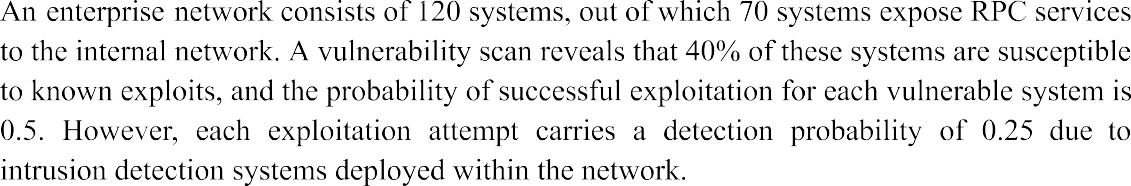 An enterprise network consists of 120 systems, out of which 70 systems expose RPC services
to the internal network. A vulnerability scan reveals that 40% of these systems are susceptible
to known exploits, and the probability of successful exploitation for each vulnerable system is
0.5. However, each exploitation attempt carries a detection probability of 0.25 due to
intrusion detection systems deployed within the network.